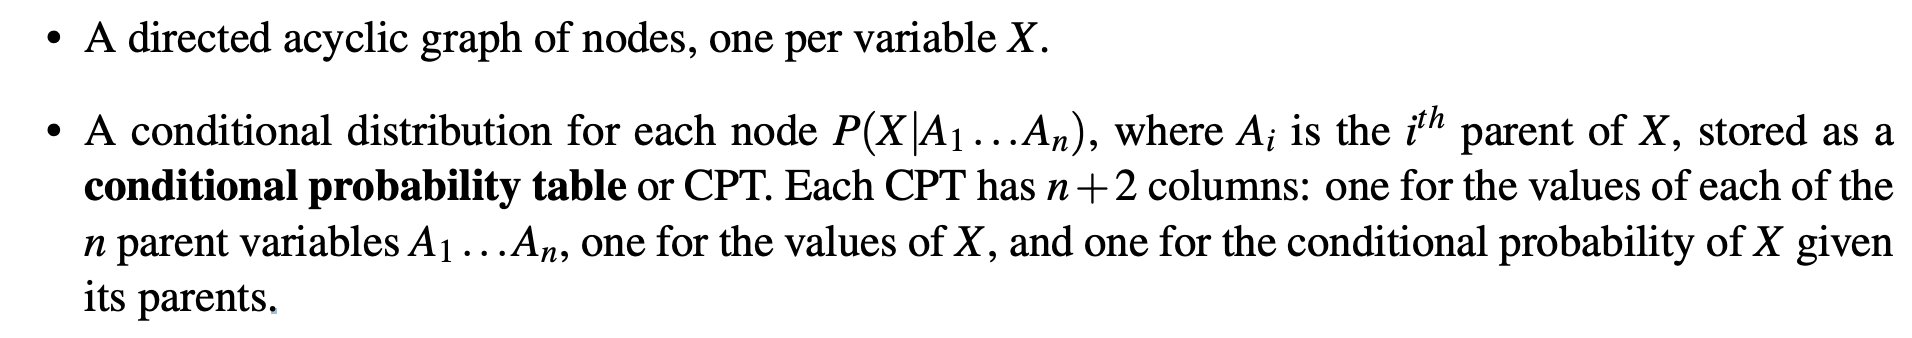 • A directed acyclic graph of nodes, one per variable X.
• A conditional distribution for each node P(X|A₁…Aₙ), where Aᵢ is the iᵗʰ parent of X, stored as a
conditional probability table or CPT. Each CPT has n+2 columns: one for the values of each of the
n parent variables A₁…Aₙ, one for the values of X, and one for the conditional probability of X given
its parents.